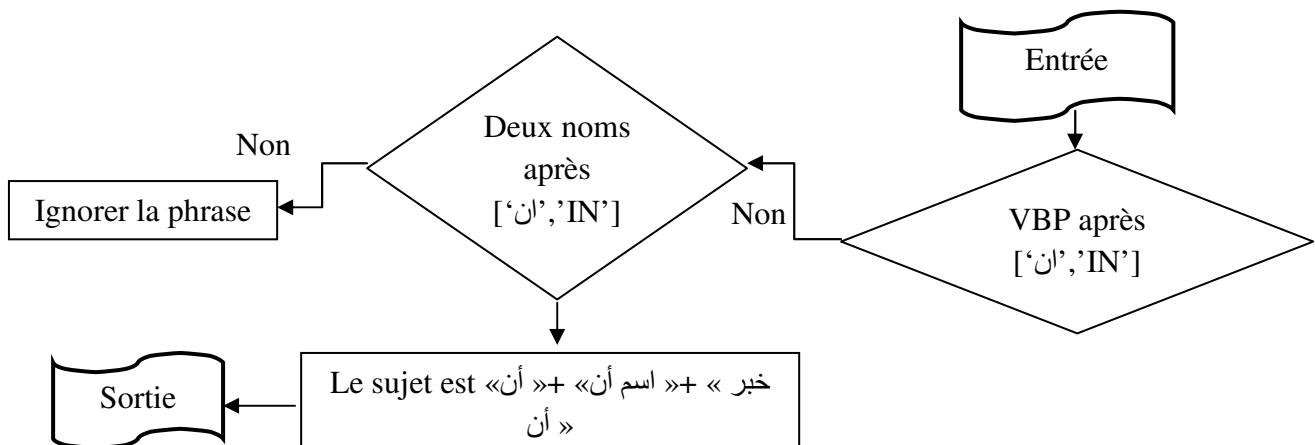 Entrée
VBP après
[‘ان’,’IN’]
Non
Deux noms
après
[‘ان’,’IN’]
Non
Ignorer la phrase
Le sujet est «أن »+ «اسم أن »+ « خبر
أن »
Sortie